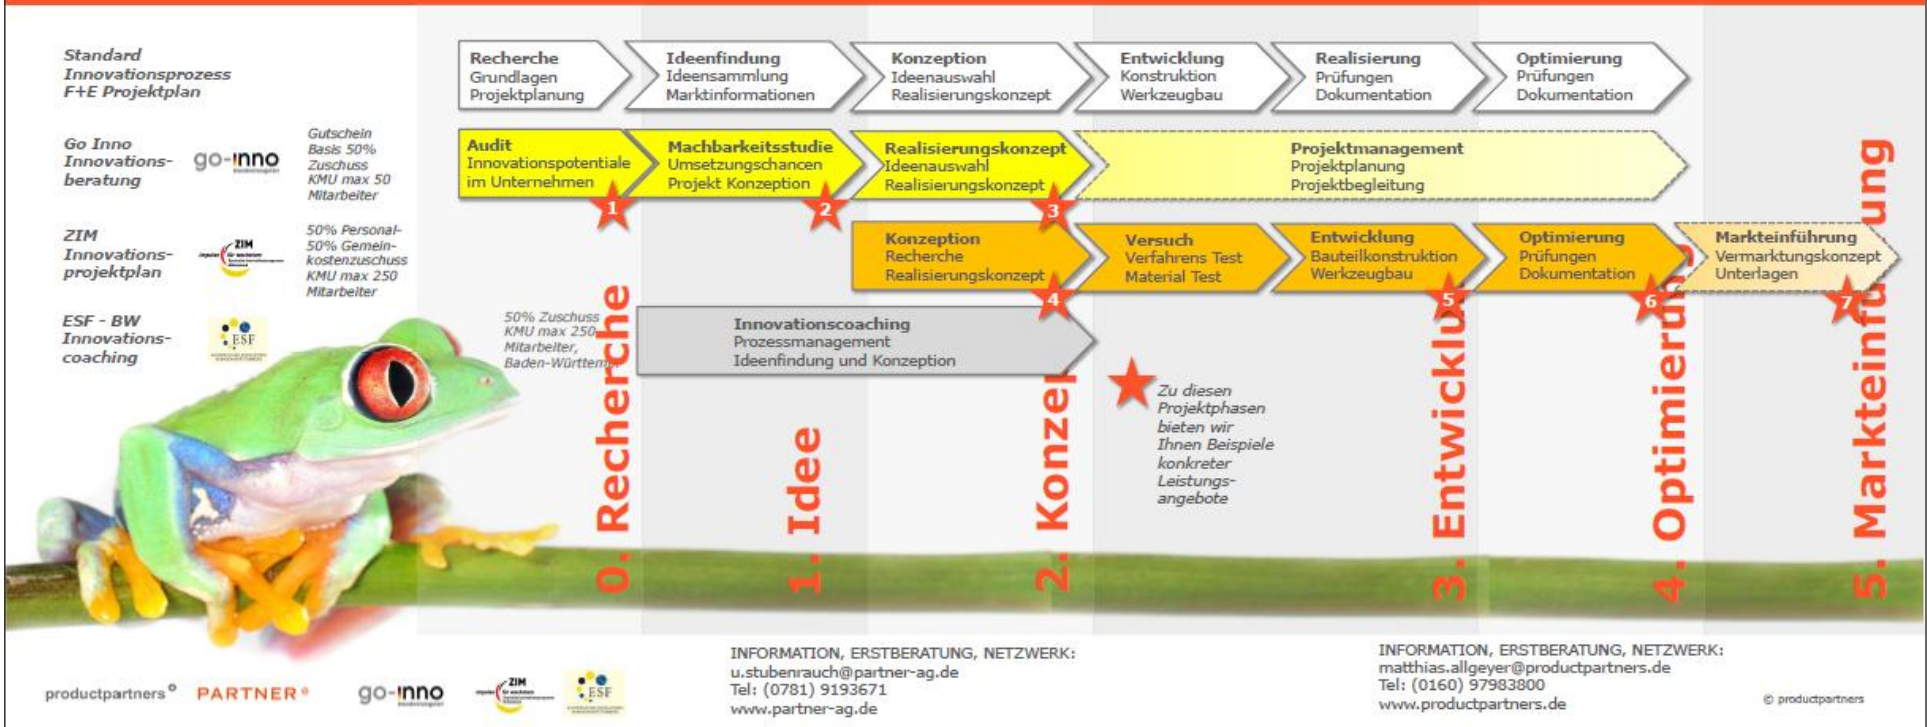 Standard
Innovationsprozess
F+E Projektplan
Recherche
Grundlagen
Projektplanung
Ideenfindung
Ideensammlung
Marktinformationen
Konzeption
Ideenauswahl
Realisierungskonzept
Entwicklung
Konstruktion
Werkzeugbau
Realisierung
Prüfungen
Dokumentation
Optimierung
Prüfungen
Dokumentation
Go Inno
Innovations-
beratung
go-inno
Gutschein
Basis 50%
Zuschuss
KMU max 50
Mitarbeiter
Audit
Innovationspotentiale
im Unternehmen
1
Machbarkeitsstudie
Umsetzungschancen
Projekt Konzeption
2
Realisierungskonzept
Ideenauswahl
Realisierungskonzept
3
Projektmanagement
Projektplanung
Projektbegleitung
ZIM
Innovations-
projektplan
ZIM
50% Personal-
50% Gemein-
kostenzuschuss
KMU max 250
Mitarbeiter
Konzeption
Recherche
Realisierungskonzept
4
Versuch
Verfahrens Test
Material Test
Entwicklung
Bauteilkonstruktion
Werkzeugbau
5
Optimierung
Prüfungen
Dokumentation
6
Markteinführung
Vermarktungskonzept
Unterlagen
7
ESF - BW
Innovations-
coaching
ESF
50% Zuschuss
KMU max 250
Mitarbeiter,
Baden-Württem
Innovationscoaching
Prozessmanagement
Ideenfindung und Konzeption
Zu diesen
Projektphasen
bieten wir
Ihnen Beispiele
konkreter
Leistungs-
angebote
0. Recherche
1. Idee
2. Konzep
3. Entwicklu
4. Optimierung
5. Markteinfü ung
productpartners
PARTNER
go-inno
ZIM
ESF
INFORMATION, ERSTBERATUNG, NETZWERK:
u.stubenrauch@partner-ag.de
Tel: (0781) 9193671
www.partner-ag.de
INFORMATION, ERSTBERATUNG, NETZWERK:
matthias.allgeyer@productpartners.de
Tel: (0160) 97983800
www.productpartners.de
© productpartners